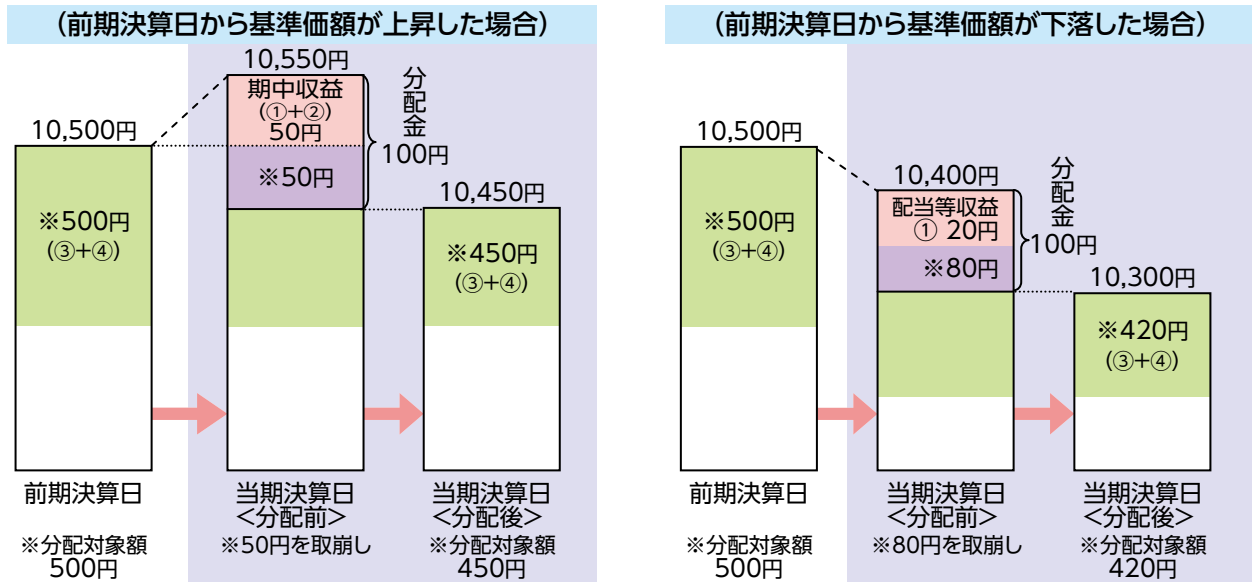 （前期決算日から基準価額が上昇した場合）
10,550円
期中収益
（①＋②）
50円
分配金
100円
10,500円
※50円
10,450円
※500円
（③＋④）
※450円
（③＋④）
前期決算日
※分配対象額
500円
当期決算日
＜分配前＞
※50円を取崩し
当期決算日
＜分配後＞
※分配対象額
450円
（前期決算日から基準価額が下落した場合）
10,500円
10,400円
配当等収益
① 20円
分配金
100円
※500円
（③＋④）
※80円
10,300円
※420円
（③＋④）
前期決算日
※分配対象額
500円
当期決算日
＜分配前＞
※80円を取崩し
当期決算日
＜分配後＞
※分配対象額
420円